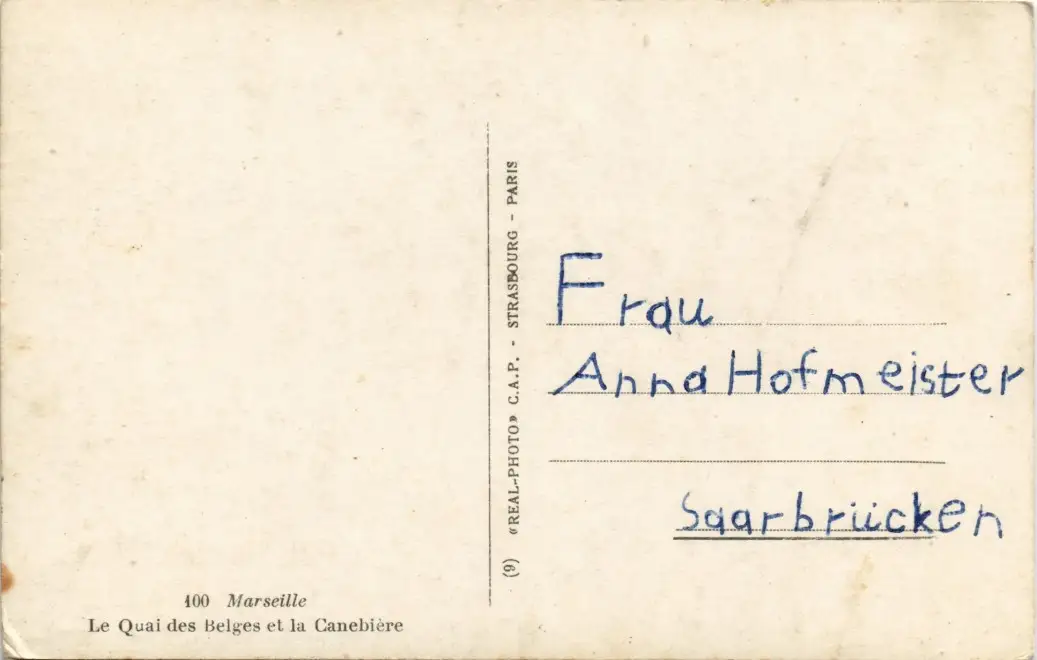 100 Marseille
Le Quai des Belges et la Canebière
(9) «REAL-PHOTO» C.A.P. - STRASBOURG - PARIS
Frau
Anna Hofmeister
Saarbrücken